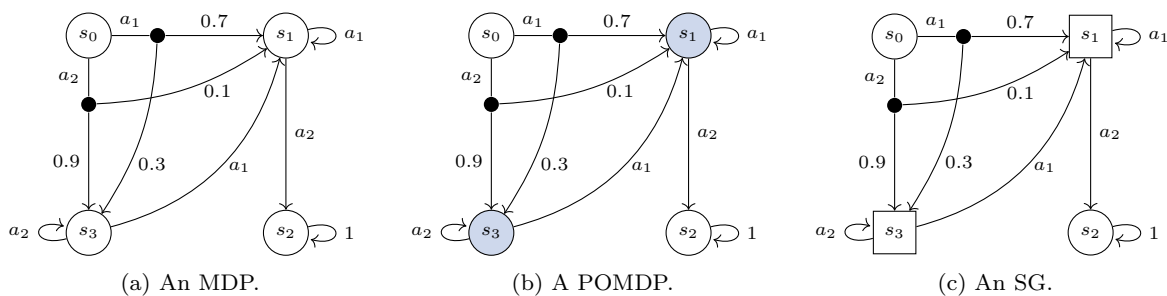 s0 a1 0.7 s1 a1
a2
0.1
a2
0.9 0.3 a1
a2 s3 s2 1
(a) An MDP.
s0 a1 0.7 s1 a1
a2
0.1
a2
0.9 0.3 a1
a2 s3 s2 1
(b) A POMDP.
s0 a1 0.7 s1 a1
a2
0.1
a2
0.9 0.3 a1
a2 s3 s2 1
(c) An SG.